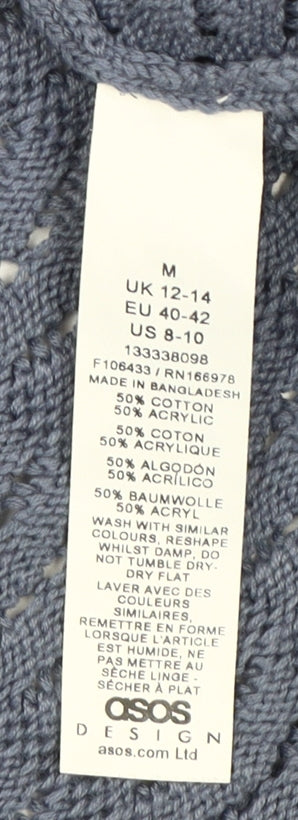 M
UK 12-14
EU 40-42
US 8-10
133338098
F106433 / RN166978
MADE IN BANGLADESH
50% COTTON
50% ACRYLIC
50% COTON
50% ACRYLIQUE
50% ALGODÓN
50% ACRÍLICO
50% BAUMWOLLE
50% ACRYL
WASH WITH SIMILAR
COLOURS, RESHAPE
WHILST DAMP, DO
NOT TUMBLE DRY-
DRY FLAT
LAVER AVEC DES
COULEURS
SIMILAIRES,
REMETTRE EN FORME
LORSQUE L'ARTICLE
EST HUMIDE, NE
PAS METTRE AU
SÈCHE LINGE -
SÉCHER À PLAT
asos
DESIGN
asos.com Ltd